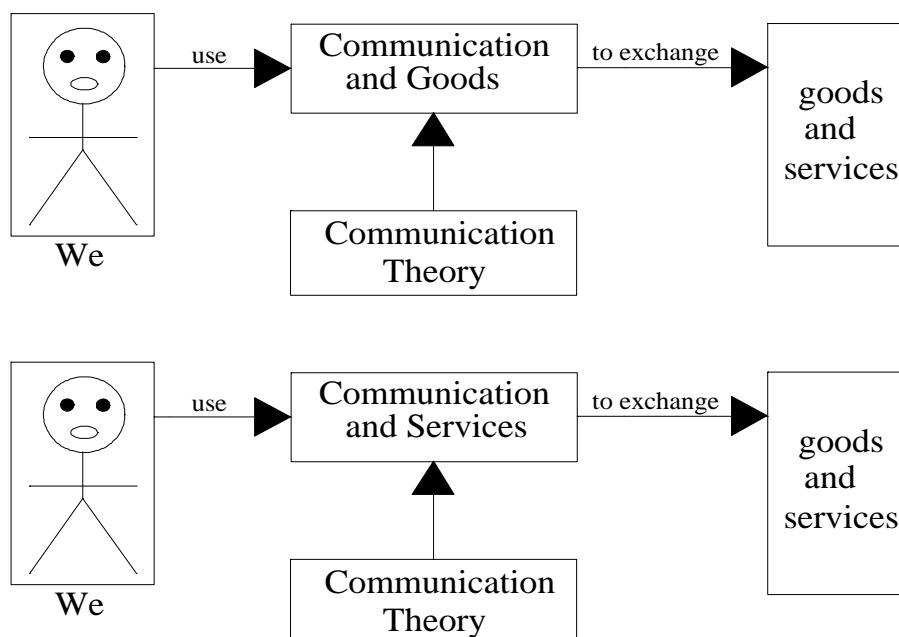 use
Communication
and Goods
to exchange
goods
and
services
We
Communication
Theory
use
Communication
and Services
to exchange
goods
and
services
We
Communication
Theory